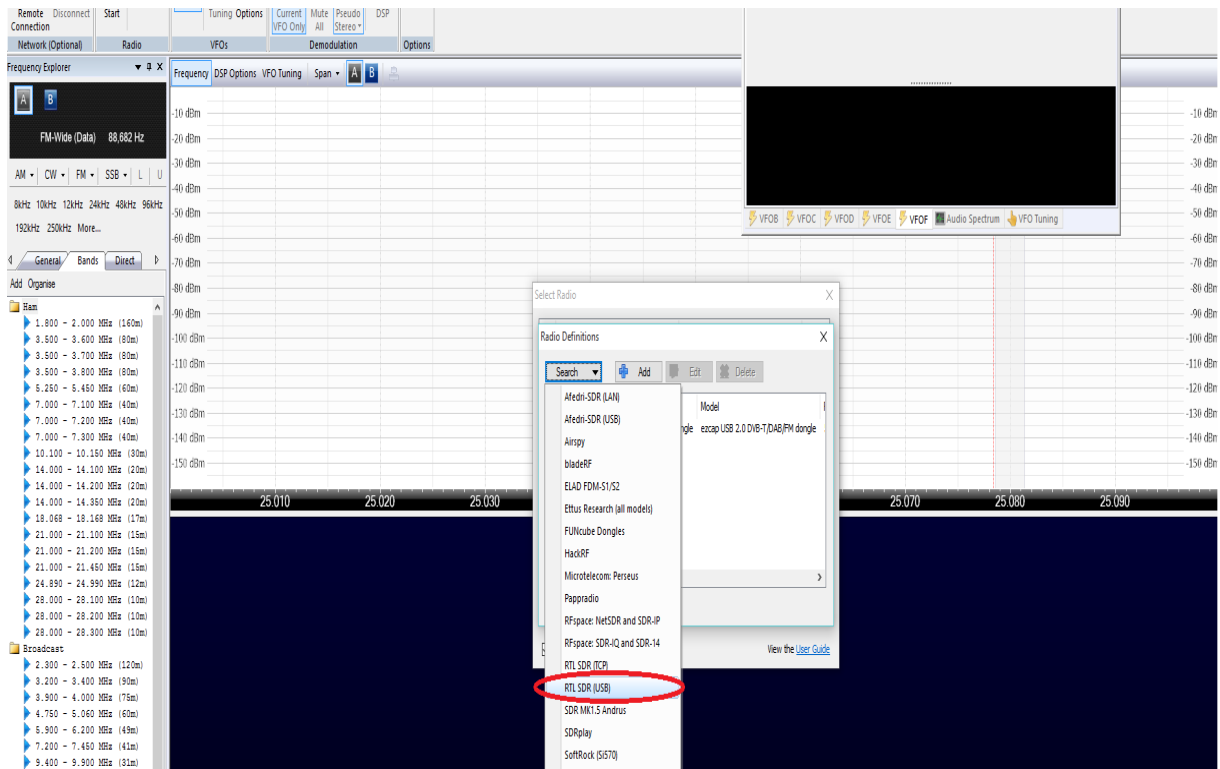 Remote Disconnect Start Tuning Options Current Mute Pseudo DSP
Connection VFO Only All Stereo
Network (Optional) Radio VFOs Demodulation Options
Frequency Explorer
Frequency DSP Options VFO Tuning Span A B
A B
FM-Wide (Data) 88,682 Hz
AM CW FM SSB L U
8kHz 10kHz 12kHz 24kHz 48kHz 96kHz
192kHz 250kHz More...
General Bands Direct
Add Organise
Ham
1.800 - 2.000 MHz (160m)
3.500 - 3.600 MHz (80m)
3.500 - 3.700 MHz (80m)
3.500 - 3.800 MHz (80m)
5.250 - 5.450 MHz (60m)
7.000 - 7.100 MHz (40m)
7.000 - 7.200 MHz (40m)
7.000 - 7.300 MHz (40m)
10.100 - 10.150 MHz (30m)
14.000 - 14.100 MHz (20m)
14.000 - 14.200 MHz (20m)
14.000 - 14.350 MHz (20m)
18.068 - 18.168 MHz (17m)
21.000 - 21.100 MHz (15m)
21.000 - 21.200 MHz (15m)
21.000 - 21.450 MHz (15m)
24.890 - 24.990 MHz (12m)
28.000 - 28.100 MHz (10m)
28.000 - 28.200 MHz (10m)
28.000 - 28.300 MHz (10m)
Broadcast
2.300 - 2.500 MHz (120m)
3.200 - 3.400 MHz (90m)
3.900 - 4.000 MHz (75m)
4.750 - 5.060 MHz (60m)
5.900 - 6.200 MHz (49m)
7.200 - 7.450 MHz (41m)
9.400 - 9.900 MHz (31m)
-10 dBm
-20 dBm
-30 dBm
-40 dBm
-50 dBm
-60 dBm
-70 dBm
-80 dBm
-90 dBm
-100 dBm
-110 dBm
-120 dBm
-130 dBm
-140 dBm
-150 dBm
25.010 25.020 25.030 25.070 25.080 25.090
VFOB VFOC VFOD VFOE VFOF Audio Spectrum VFO Tuning
Select Radio
Radio Definitions
Search Add Edit Delete
Model
ngle ezcap USB 2.0 DVB-T/DAB/FM dongle
Afedri-SDR (LAN)
Afedri-SDR (USB)
Airspy
bladeRF
ELAD FDM-S1/S2
Ettus Research (all models)
FUNcube Dongles
HackRF
Microtelecom: Perseus
Pappradio
RFspace: NetSDR and SDR-IP
RFspace: SDR-IQ and SDR-14
RTL SDR (TCP)
RTL SDR (USB)
SDR MK1.5 Andrus
SDRplay
SoftRock (Si570)
View the User Guide
-10 dBm
-20 dBm
-30 dBm
-40 dBm
-50 dBm
-60 dBm
-70 dBm
-80 dBm
-90 dBm
-100 dBm
-110 dBm
-120 dBm
-130 dBm
-140 dBm
-150 dBm